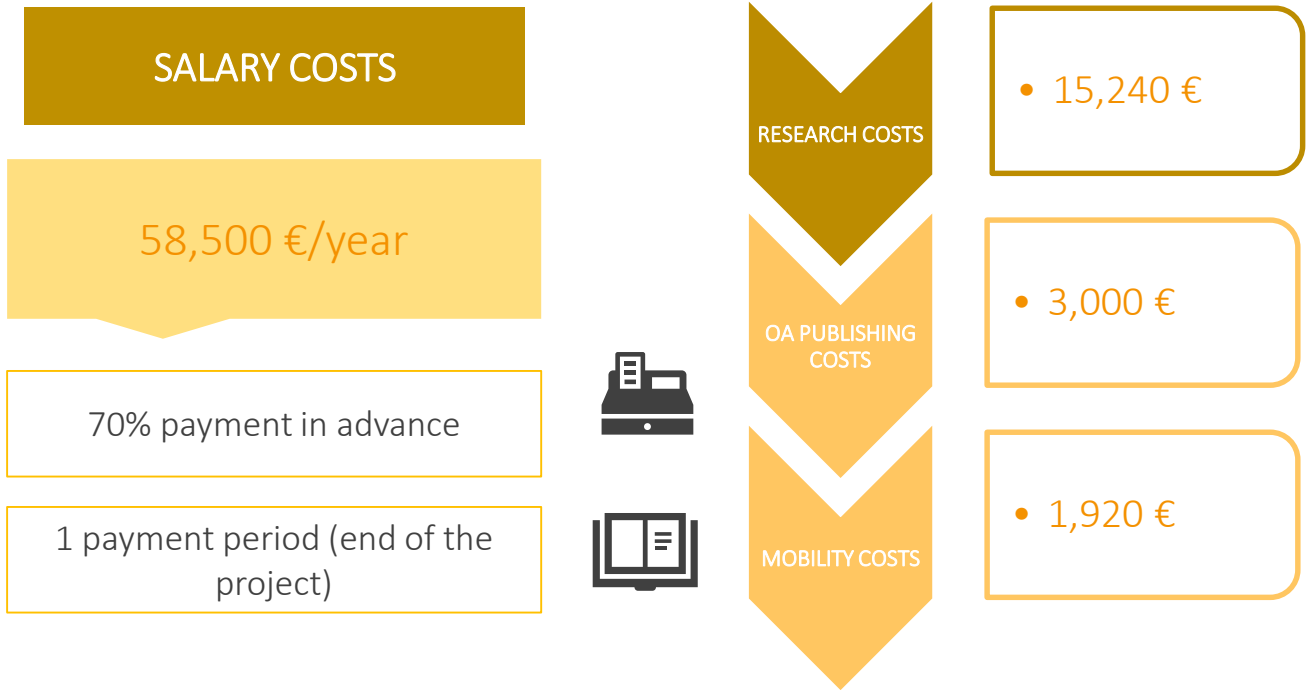 SALARY COSTS
58,500 €/year
70% payment in advance
1 payment period (end of the
project)
RESEARCH COSTS
• 15,240 €
OA PUBLISHING
COSTS
• 3,000 €
MOBILITY COSTS
• 1,920 €